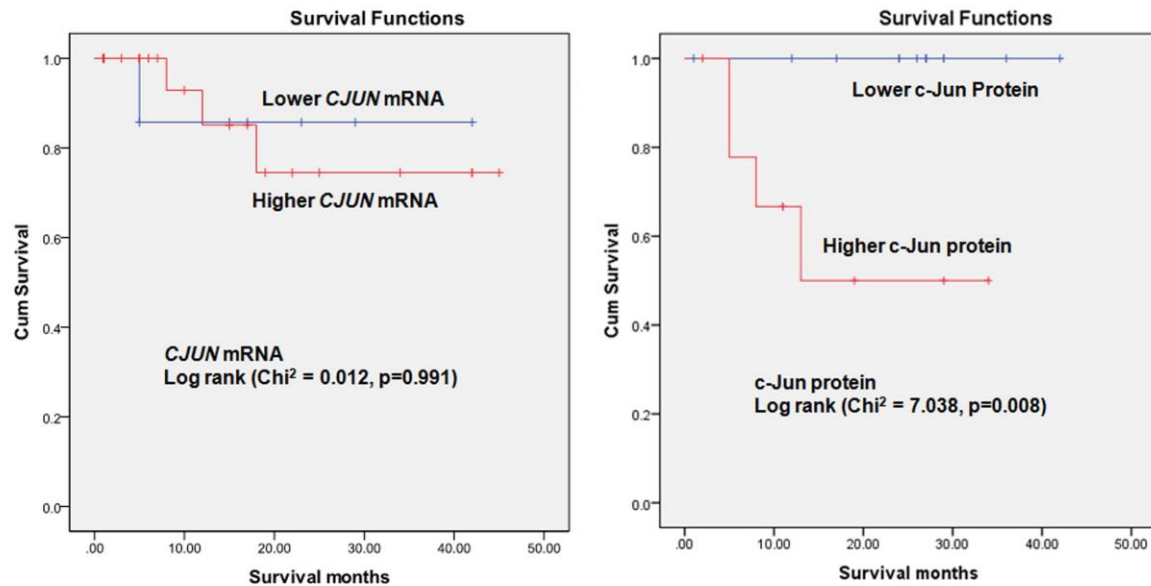 Survival Functions
Cum Survival
1.0
0.8
0.6
0.4
0.2
0.0
Lower CJUN mRNA
Higher CJUN mRNA
CJUN mRNA
Log rank (Chi² = 0.012, p=0.991)
.00 10.00 20.00 30.00 40.00 50.00
Survival months
Survival Functions
Cum Survival
1.0
0.8
0.6
0.4
0.2
0.0
Lower c-Jun Protein
Higher c-Jun protein
c-Jun protein
Log rank (Chi² = 7.038, p=0.008)
.00 10.00 20.00 30.00 40.00 50.00
Survival months